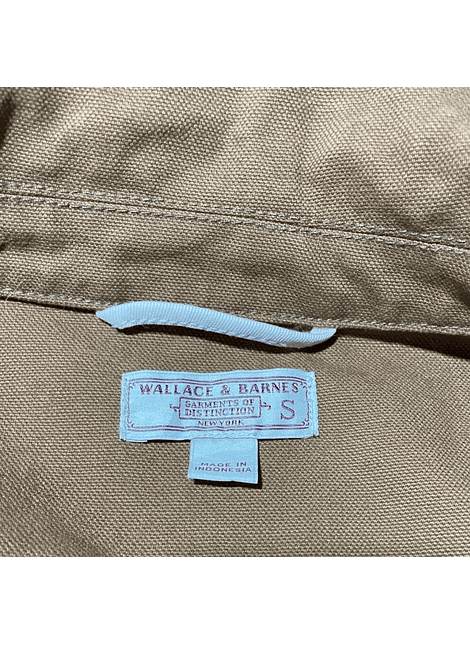 WALLACE & BARNES
GARMENTS OF
DISTINCTION
NEW YORK
S
MADE IN
INDONESIA